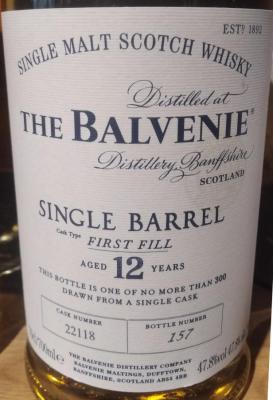 ESTD 1892
SINGLE MALT SCOTCH WHISKY
Distilled at
THE BALVENIE®
Distillery, Banffshire
SCOTLAND
SINGLE BARREL
Cask Type FIRST FILL
AGED 12 YEARS
THIS BOTTLE IS ONE OF NO MORE THAN 300
DRAWN FROM A SINGLE CASK
CASK NUMBER
22118
BOTTLE NUMBER
157
700ml℮
47.8%
THE BALVENIE DISTILLERY COMPANY
BALVENIE MALTINGS, DUFFTOWN,
BANFFSHIRE, SCOTLAND AB55 4BB